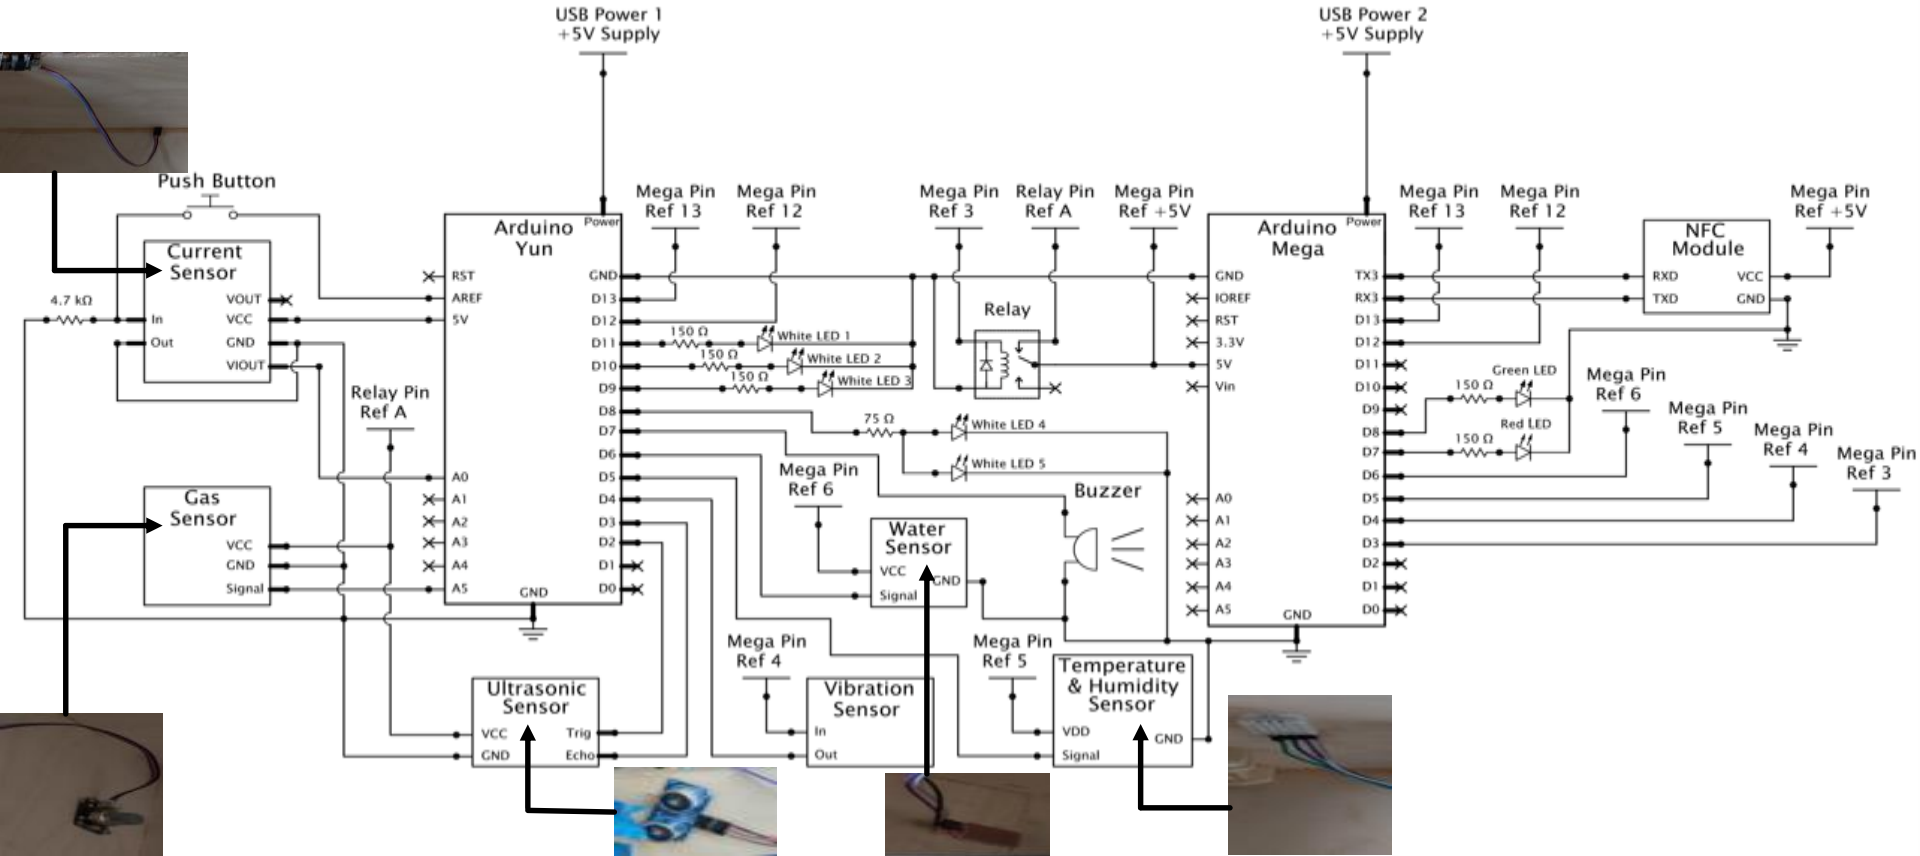 USB Power 1
+5V Supply
USB Power 2
+5V Supply
Push Button
Mega Pin
Ref 13
Mega Pin
Ref 12
Mega Pin
Ref 3
Relay Pin
Ref A
Mega Pin
Ref +5V
Mega Pin
Ref 13
Mega Pin
Ref 12
Mega Pin
Ref +5V
Current
Sensor
VOUT
VCC
GND
VIOUT
In
Out
4.7 kΩ
Arduino
Yun
Power
RST
AREF
5V
A0
A1
A2
A3
A4
A5
GND
D13
D12
D11
D10
D9
D8
D7
D6
D5
D4
D3
D2
D1
D0
GND
150 Ω
White LED 1
150 Ω
White LED 2
150 Ω
White LED 3
75 Ω
White LED 4
White LED 5
Relay
Arduino
Mega
Power
GND
IOREF
RST
3.3V
5V
Vin
A0
A1
A2
A3
A4
A5
TX3
RX3
D13
D12
D11
D10
D9
D8
D7
D6
D5
D4
D3
D2
D1
D0
GND
NFC
Module
RXD
TXD
VCC
GND
150 Ω
Green LED
150 Ω
Red LED
Mega Pin
Ref 6
Mega Pin
Ref 5
Mega Pin
Ref 4
Mega Pin
Ref 3
Relay Pin
Ref A
Gas
Sensor
VCC
GND
Signal
Mega Pin
Ref 6
Water
Sensor
VCC
GND
Signal
Buzzer
Ultrasonic
Sensor
VCC
GND
Trig
Echo
Mega Pin
Ref 4
Vibration
Sensor
In
Out
Mega Pin
Ref 5
Temperature
& Humidity
Sensor
VDD
GND
Signal